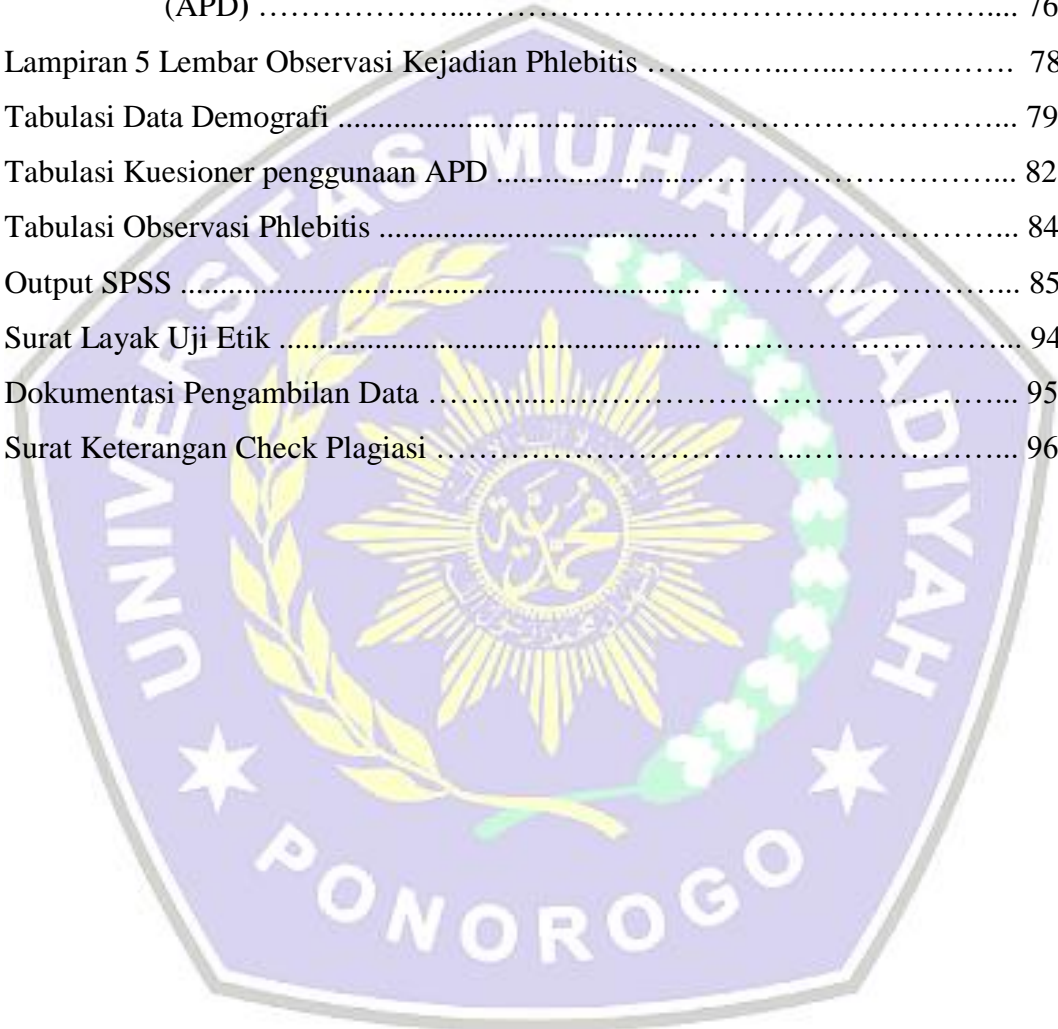 (APD) ……………….…………………………………….... 76
Lampiran 5 Lembar Observasi Kejadian Phlebitis …………..…...……………. 78
Tabulasi Data Demografi .................................................. ………………………... 79
Tabulasi Kuesioner penggunaan APD .............................………………………... 82
Tabulasi Observasi Phlebitis ............................................ ………………………... 84
Output SPSS ....................................................................... ………………………... 85
Surat Layak Uji Etik .......................................................... ………………………... 94
Dokumentasi Pengambilan Data ………...……………………………………... 95
Surat Keterangan Check Plagiasi …………………………..………………... 96
UNIVERSITAS MUHAMMADIYAH
محمدية
PONOROGO